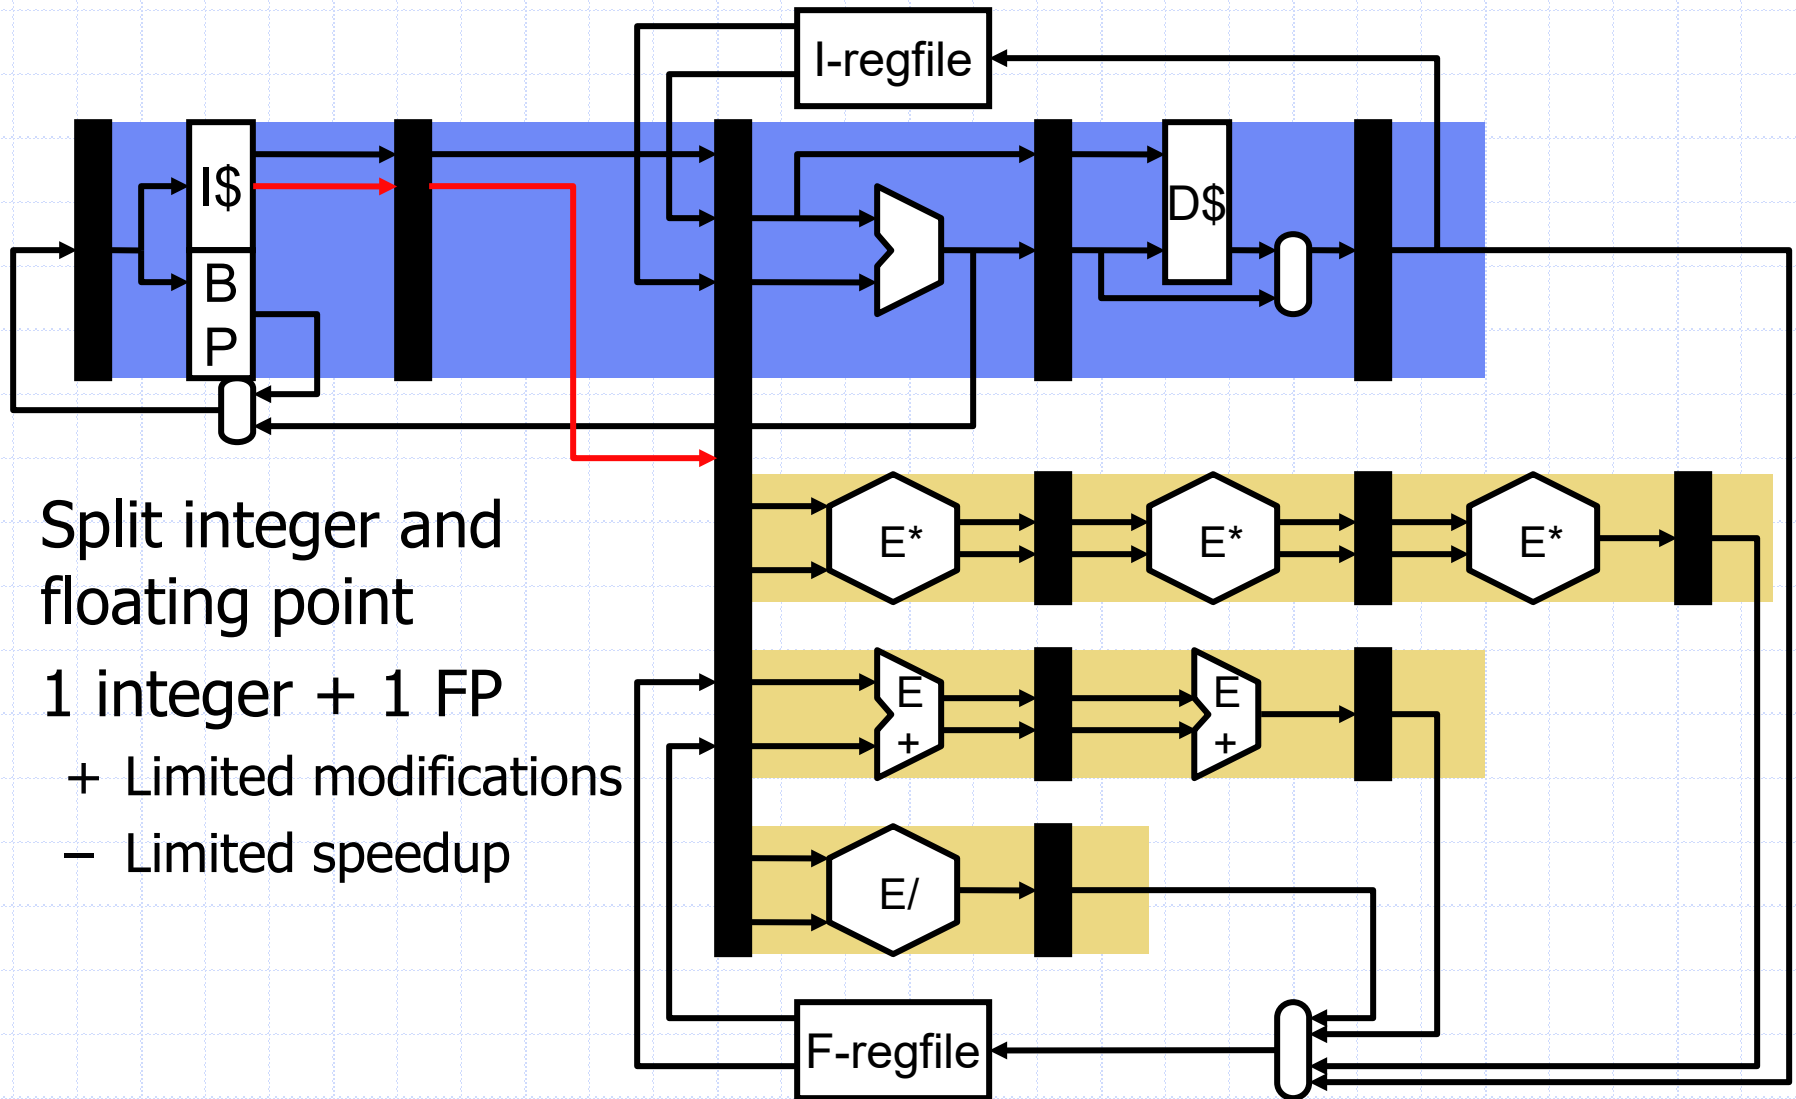 I-regfile
I$
B
P
D$
E*
E*
E*
E
+
E
+
E/
F-regfile
Split integer and
floating point
1 integer + 1 FP
+ Limited modifications
– Limited speedup